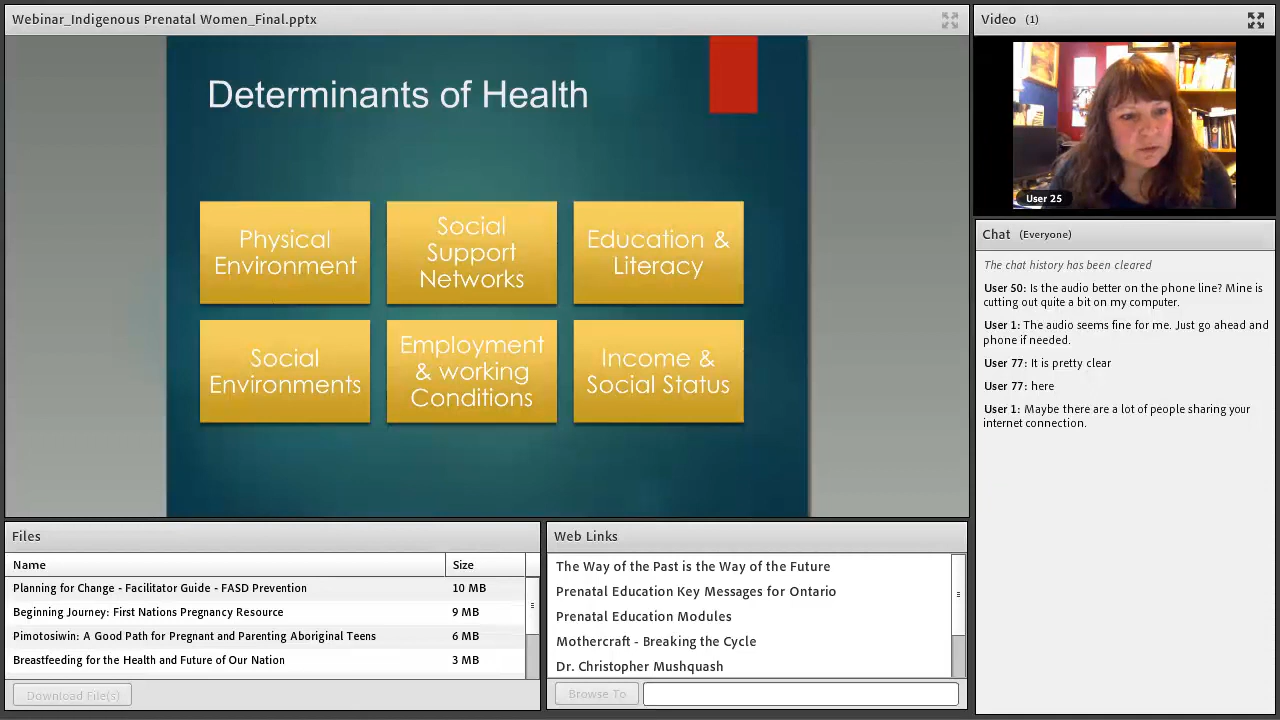 Webinar_Indigenous Prenatal Women_Final.pptx
Determinants of Health
Physical
Environment
Social
Support
Networks
Education &
Literacy
Social
Environments
Employment
& working
Conditions
Income &
Social Status
Video (1)
User 25
Chat (Everyone)
The chat history has been cleared
User 50: Is the audio better on the phone line? Mine is
cutting out quite a bit on my computer.
User 1: The audio seems fine for me. Just go ahead and
phone if needed.
User 77: It is pretty clear
User 77: here
User 1: Maybe there are a lot of people sharing your
internet connection.
Files
Name Size
Planning for Change - Facilitator Guide - FASD Prevention 10 MB
Beginning Journey: First Nations Pregnancy Resource 9 MB
Pimotosiwin: A Good Path for Pregnant and Parenting Aboriginal Teens 6 MB
Breastfeeding for the Health and Future of Our Nation 3 MB
Download File(s)
Web Links
The Way of the Past is the Way of the Future
Prenatal Education Key Messages for Ontario
Prenatal Education Modules
Mothercraft - Breaking the Cycle
Dr. Christopher Mushquash
Browse To